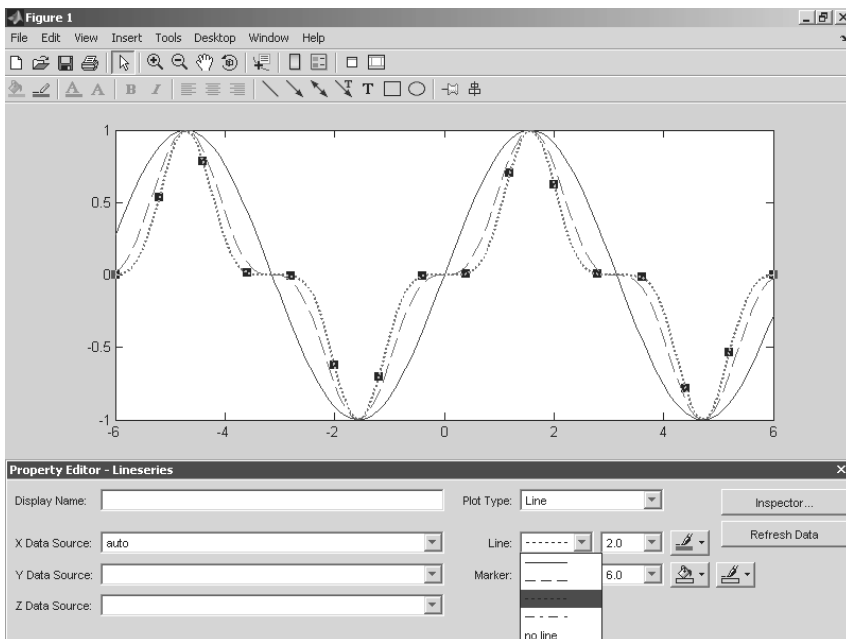 Figure 1
File Edit View Insert Tools Desktop Window Help
A A B I T T
1
0.5
0
-0.5
-1
-6 -4 -2 0 2 4 6
Property Editor - Lineseries
Display Name: Plot Type: Line Inspector...
X Data Source: auto Line: 2.0 Refresh Data
Y Data Source: Marker: 6.0
Z Data Source:
no line